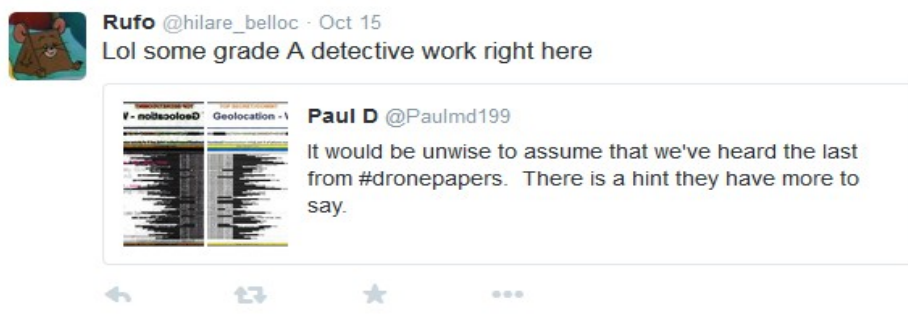 Rufo @hilare_belloc · Oct 15
Lol some grade A detective work right here
Geolocation - V
Paul D @Paulmd199
It would be unwise to assume that we've heard the last
from #dronepapers. There is a hint they have more to
say.